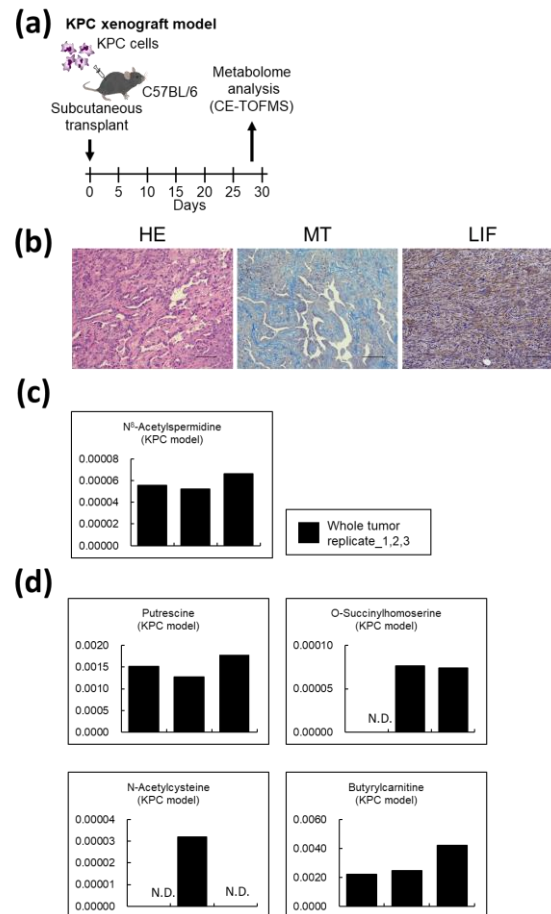 (a)
KPC xenograft model
KPC cells
C57BL/6
Subcutaneous
transplant
Metabolome
analysis
(CE-TOFMS)
0 5 10 15 20 25 30
Days
(b)
HE MT LIF
(c)
N⁸-Acetylspermidine
(KPC model)
0.00008
0.00006
0.00004
0.00002
0.00000
Whole tumor
replicate_1,2,3
(d)
Putrescine
(KPC model)
0.0020
0.0015
0.0010
0.0005
0.0000
O-Succinylhomoserine
(KPC model)
0.00010
0.00005
0.00000
N.D.
N-Acetylcysteine
(KPC model)
0.00004
0.00003
0.00002
0.00001
0.00000
N.D. N.D.
Butyrylcarnitine
(KPC model)
0.0060
0.0040
0.0020
0.0000